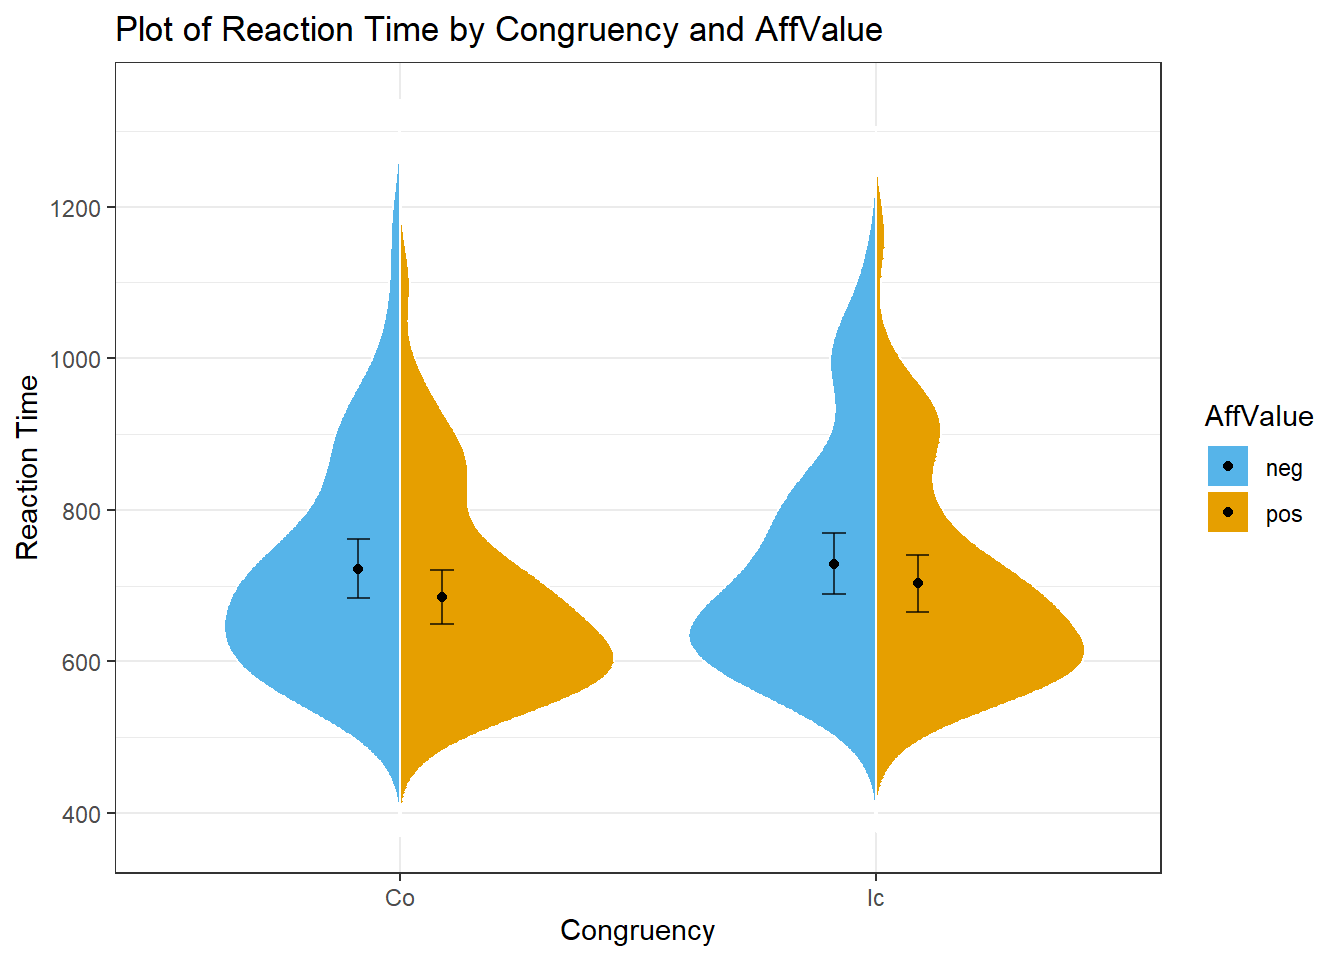 Plot of Reaction Time by Congruency and AffValue
Reaction Time
1200
1000
800
600
400
Co
Ic
Congruency
AffValue
neg
pos